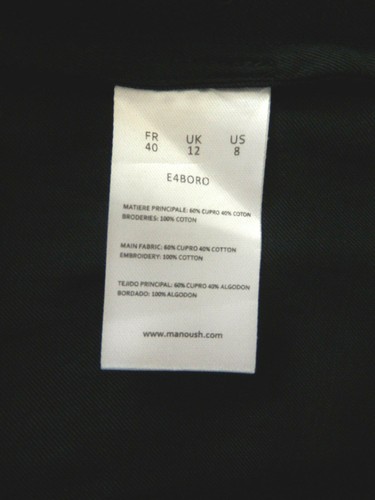 FR UK US
40 12 8
E4BORO
MATIERE PRINCIPALE: 60% CUPRO 40% COTON
BRODERIES: 100% COTON
MAIN FABRIC: 60% CUPRO 40% COTTON
EMBROIDERY: 100% COTTON
TEJIDO PRINCIPAL: 60% CUPRO 40% ALGODON
BORDADO: 100% ALGODON
www.manoush.com